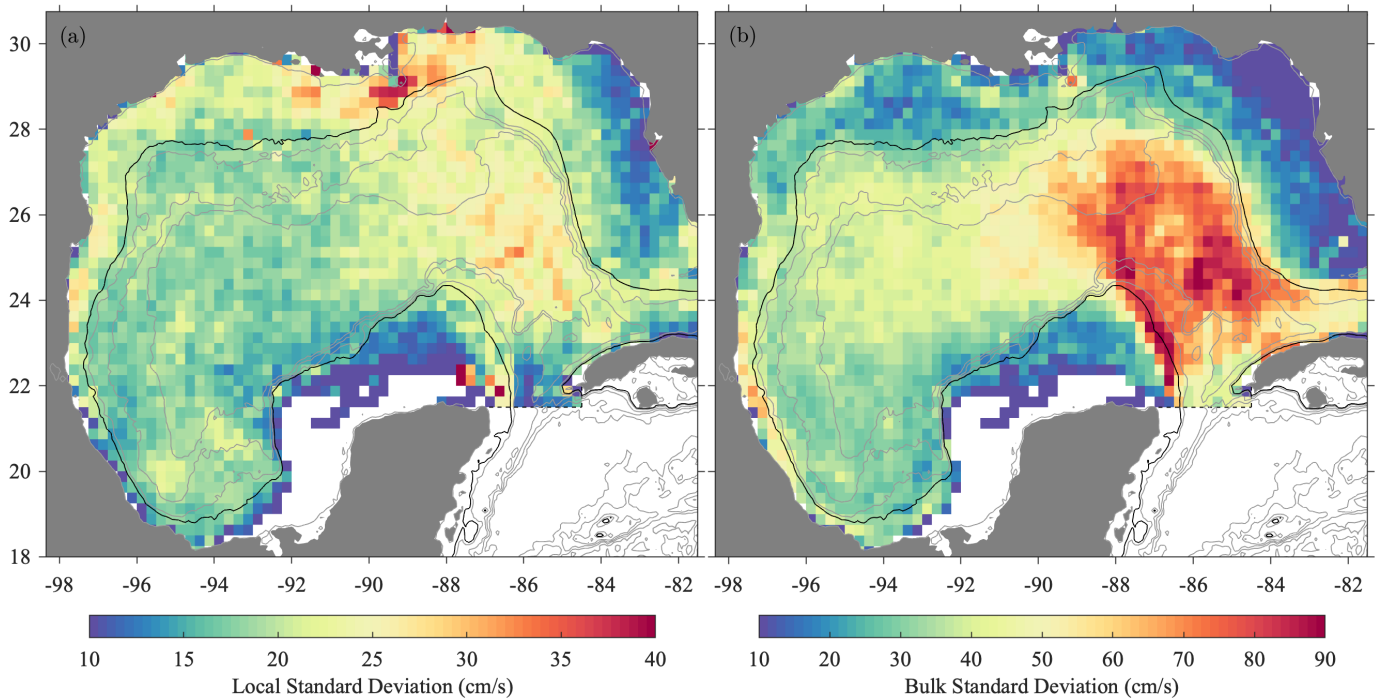 (a)
(b)
30
28
26
24
22
20
18
-98 -96 -94 -92 -90 -88 -86 -84 -82
-98 -96 -94 -92 -90 -88 -86 -84 -82
10 15 20 25 30 35 40
10 20 30 40 50 60 70 80 90
Local Standard Deviation (cm/s)
Bulk Standard Deviation (cm/s)